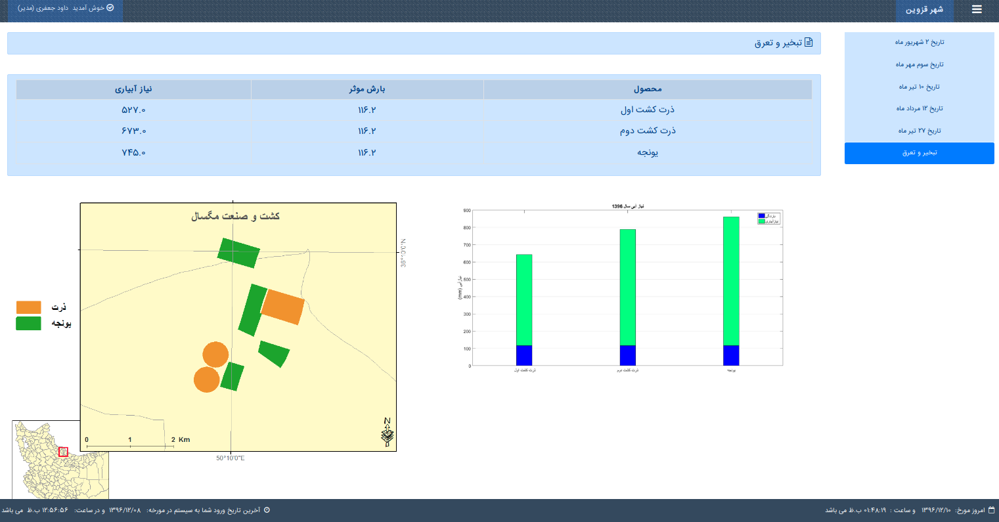 شهر قزوین
خوش آمدید داود جعفری (مدیر)
تاریخ ۲ شهریور ماه
تاریخ سوم مهر ماه
تاریخ ۱۰ تیر ماه
تاریخ ۱۲ مرداد ماه
تاریخ ۲۷ تیر ماه
تبخیر و تعرق
تبخیر و تعرق
محصول بارش موثر نیاز آبیاری
ذرت کشت اول ۱۱۶.۲ ۵۲۷.۰
ذرت کشت دوم ۱۱۶.۲ ۶۷۳.۰
یونجه ۱۱۶.۲ ۷۴۵.۰
نیاز آبی سال 1396
بارندگی
نیاز آبیاری
نیاز آبی (mm)
900
800
700
600
500
400
300
200
100
0
ذرت کشت اول ذرت کشت دوم یونجه
کشت و صنعت مگسال
36°10'0"N
ذرت
یونجه
N
0 1 2 Km
50°10'0"E
امروز مورخ: ۱۳۹۶/۱۲/۱۰ و ساعت : ۰۱:۴۸:۱۹ ب.ظ می باشد
آخرین تاریخ ورود شما به سیستم در مورخه: ۱۳۹۶/۱۲/۰۸ و در ساعت: ۱۲:۵۶:۵۶ ب.ظ می باشد